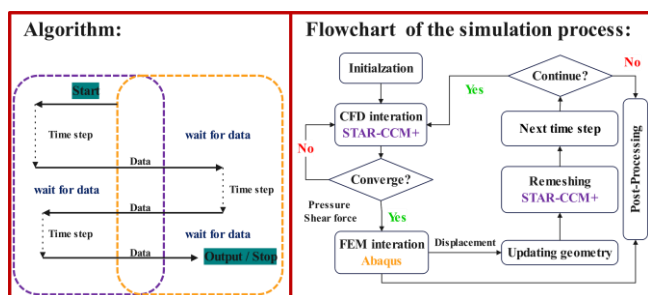 Algorithm:
Start
Time step
wait for data
Data
wait for data
Time step
Data
Time step
wait for data
Data
Output / Stop
Flowchart of the simulation process:
Initialzation
CFD interation
STAR-CCM+
No
Converge?
Pressure
Shear force
Yes
FEM interation
Abaqus
Displacement
Updating geometry
Remeshing
STAR-CCM+
Next time step
Continue?
Yes
No
Post-Processing